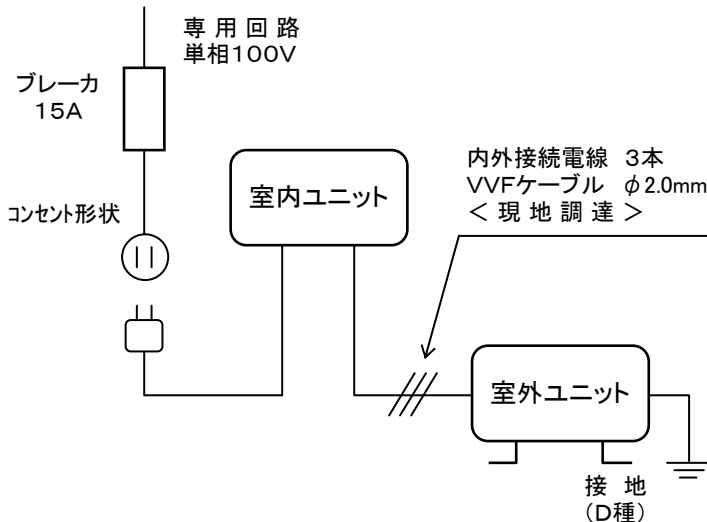 専用回路
単相100V
ブレーカ
15A
コンセント形状
室内ユニット
内外接続電線 3本
VVFケーブル φ2.0mm
<現地調達>
室外ユニット
接地
(D種)